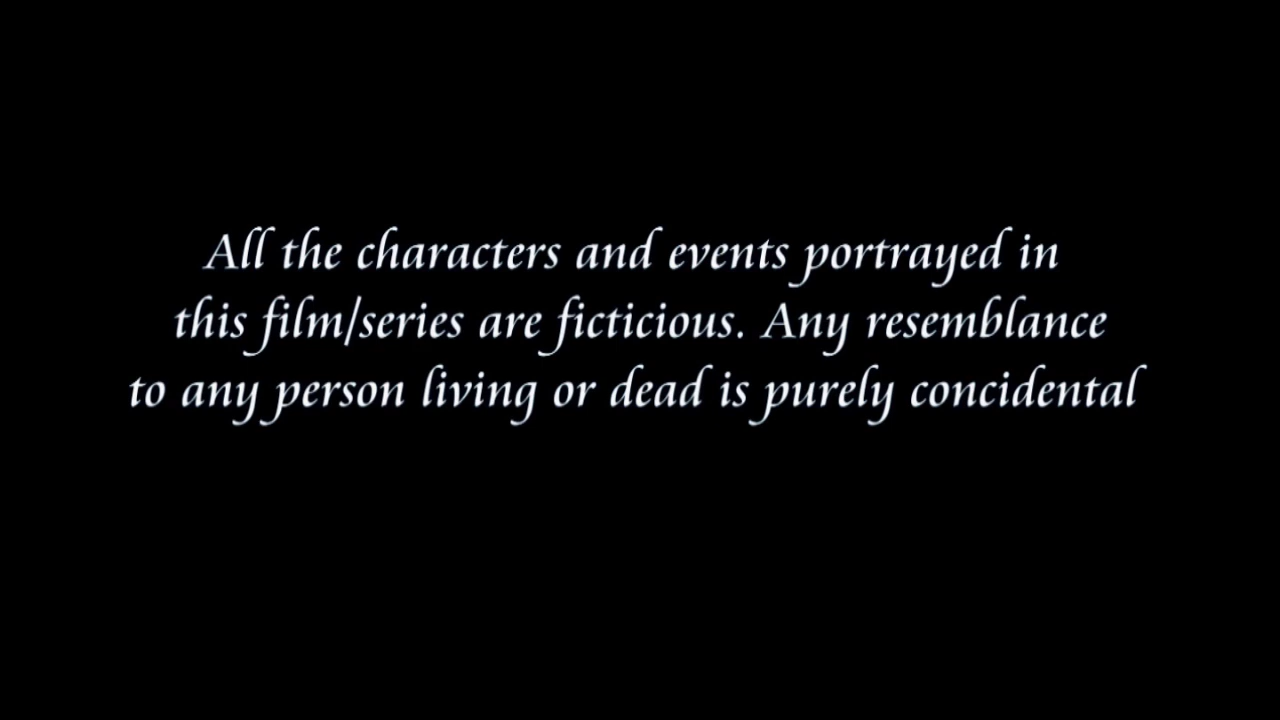 All the characters and events portrayed in
this film/series are ficticious. Any resemblance
to any person living or dead is purely concidental